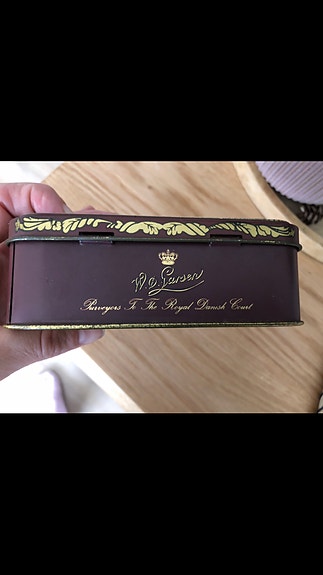 W.Ø. Larsen
Purveyors To The Royal Danish Court